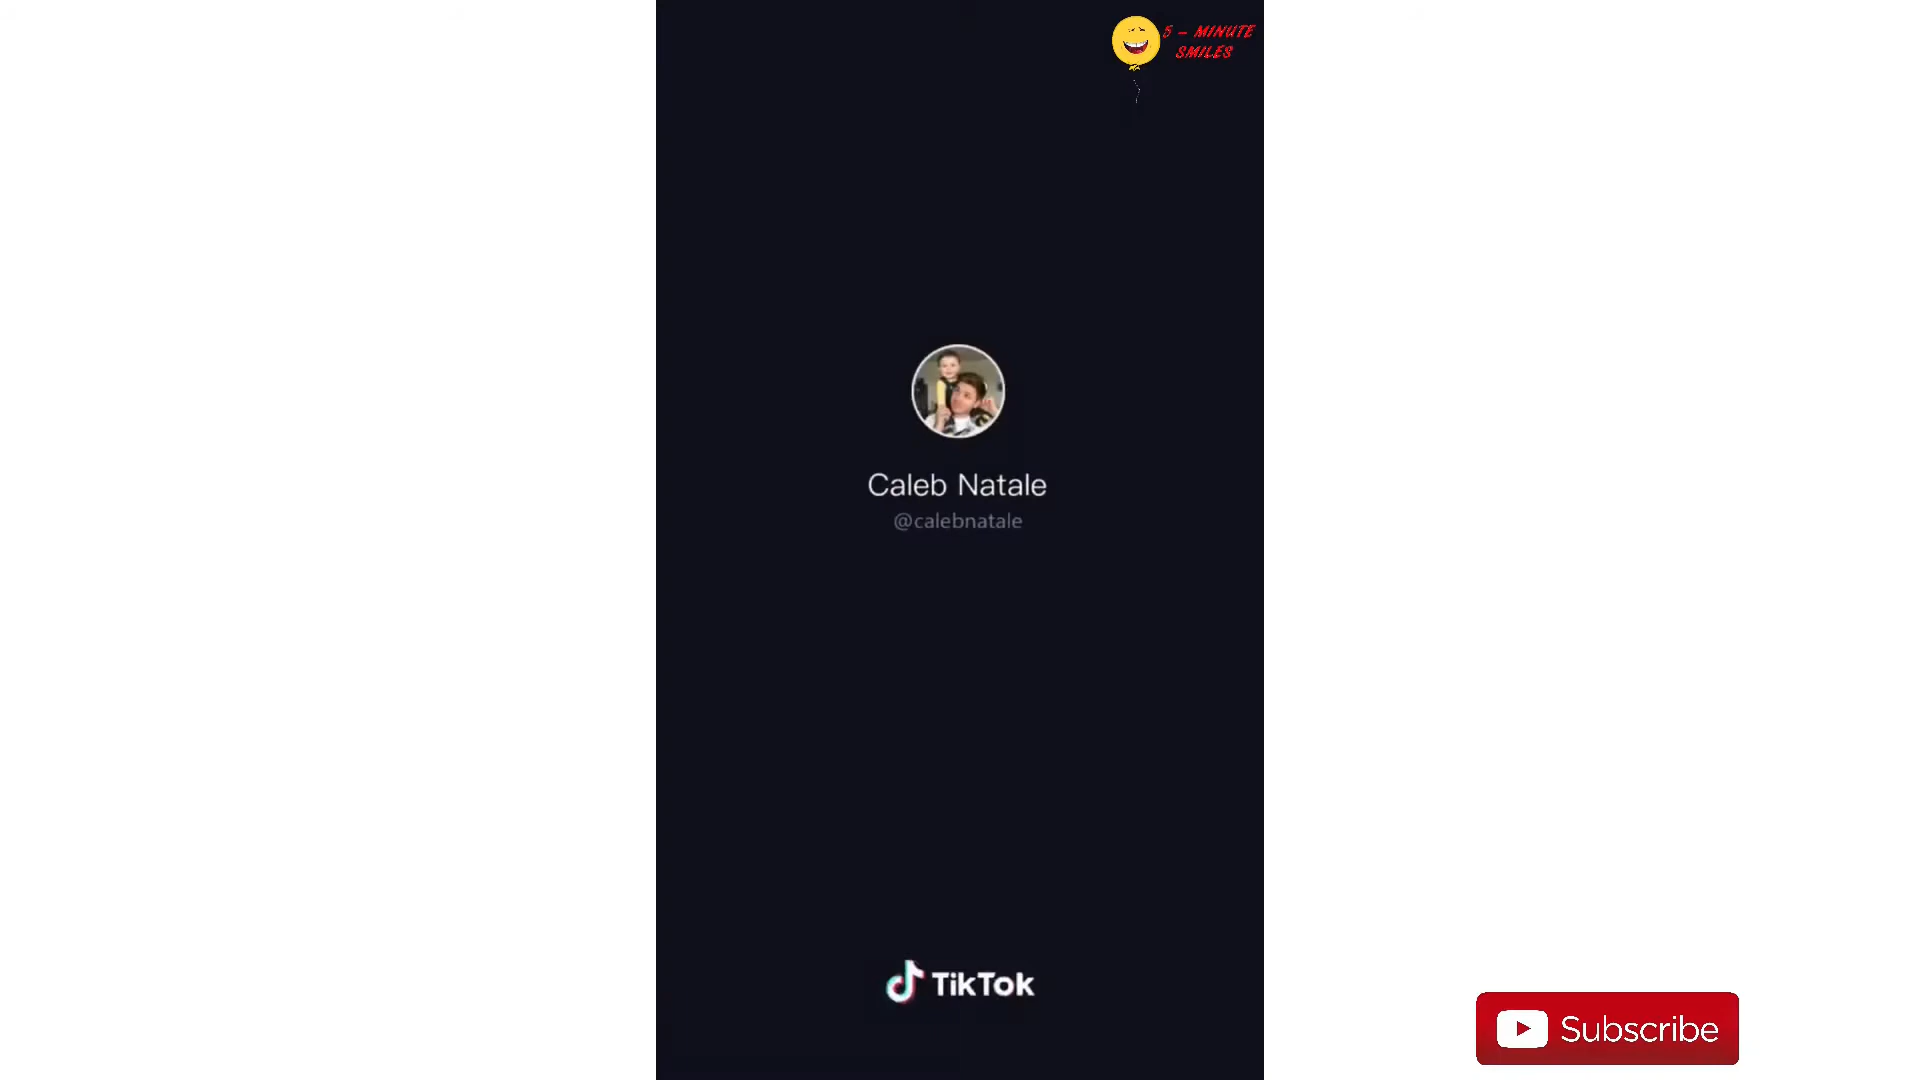 5 – MINUTE
SMILES
Caleb Natale
@calebnatale
TikTok
Subscribe